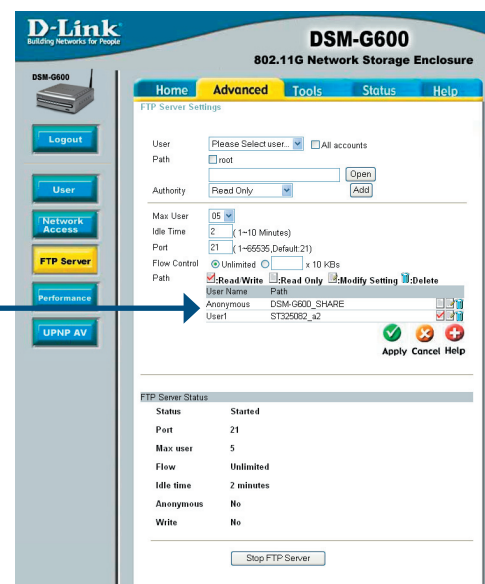 D-Link
Building Networks for People
DSM-G600
802.11G Network Storage Enclosure
DSM-G600
Home Advanced Tools Status Help
Logout
User
Network Access
FTP Server
Performance
UPNP AV
FTP Server Settings
User Please Select user... All accounts
Path root
Open
Authority Read Only Add
Max User 05
Idle Time 2 ( 1~10 Minutes)
Port 21 ( 1~65535,Default:21)
Flow Control Unlimited x 10 KBs
Path :Read/Write :Read Only :Modify Setting :Delete
User Name Path
Anonymous DSM-G600_SHARE
User1 ST325082_a2
Apply Cancel Help
FTP Server Status
Status Started
Port 21
Max user 5
Flow Unlimited
Idle time 2 minutes
Anonymous No
Write No
Stop FTP Server